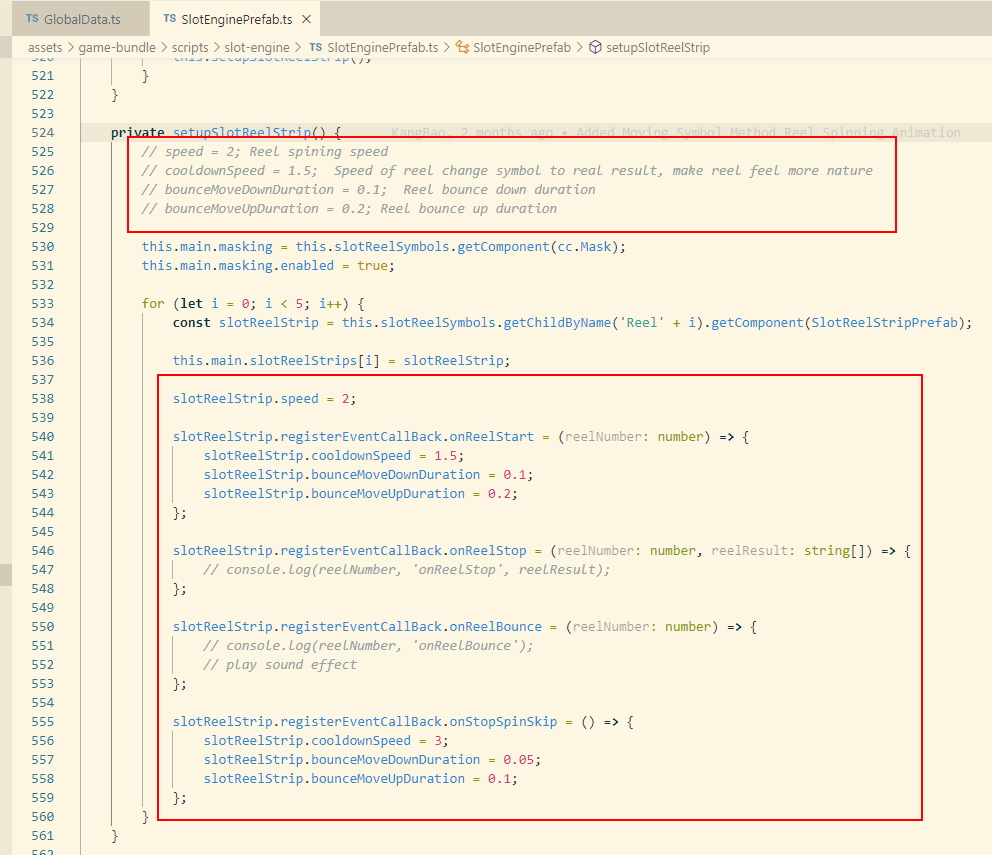 TS GlobalData.ts TS SlotEnginePrefab.ts ×
assets > game-bundle > scripts > slot-engine > TS SlotEnginePrefab.ts > SlotEnginePrefab > setupSlotReelStrip
520 this.setupSlotReelStrip();
521 }
522 }
523
524 private setupSlotReelStrip() { KangBao, 2 months ago • Added Moving Symbol Method Reel Spinning Animation
525 // speed = 2; Reel spining speed
526 // cooldownSpeed = 1.5;  Speed of reel change symbol to real result, make reel feel more nature
527 // bounceMoveDownDuration = 0.1;  Reel bounce down duration
528 // bounceMoveUpDuration = 0.2; Reel bounce up duration
529
530 this.main.masking = this.slotReelSymbols.getComponent(cc.Mask);
531 this.main.masking.enabled = true;
532
533 for (let i = 0; i < 5; i++) {
534 const slotReelStrip = this.slotReelSymbols.getChildByName('Reel' + i).getComponent(SlotReelStripPrefab);
535
536 this.main.slotReelStrips[i] = slotReelStrip;
537
538 slotReelStrip.speed = 2;
539
540 slotReelStrip.registerEventCallBack.onReelStart = (reelNumber: number) => {
541 slotReelStrip.cooldownSpeed = 1.5;
542 slotReelStrip.bounceMoveDownDuration = 0.1;
543 slotReelStrip.bounceMoveUpDuration = 0.2;
544 };
545
546 slotReelStrip.registerEventCallBack.onReelStop = (reelNumber: number, reelResult: string[]) => {
547 // console.log(reelNumber, 'onReelStop', reelResult);
548 };
549
550 slotReelStrip.registerEventCallBack.onReelBounce = (reelNumber: number) => {
551 // console.log(reelNumber, 'onReelBounce');
552 // play sound effect
553 };
554
555 slotReelStrip.registerEventCallBack.onStopSpinSkip = () => {
556 slotReelStrip.cooldownSpeed = 3;
557 slotReelStrip.bounceMoveDownDuration = 0.05;
558 slotReelStrip.bounceMoveUpDuration = 0.1;
559 };
560 }
561 }
562